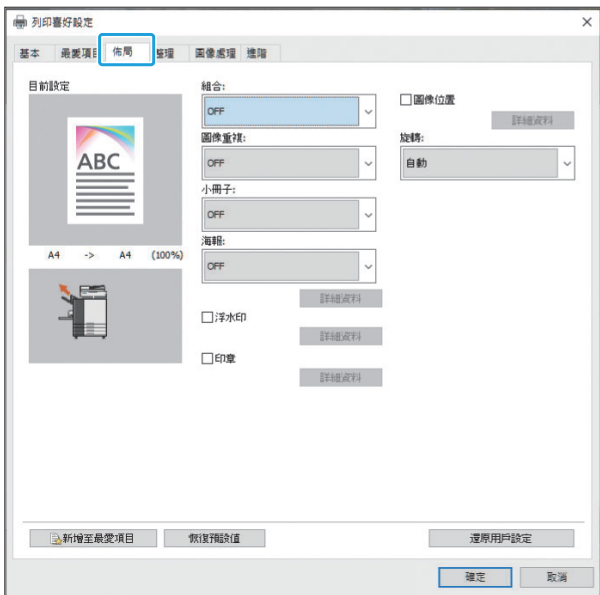 列印喜好設定
基本 最愛項目 佈局 整理 圖像處理 進階
目前設定
ABC
A4 -> A4 (100%)
組合:
OFF
圖像重複:
OFF
小冊子:
OFF
海報:
OFF
詳細資料
浮水印
詳細資料
印章
詳細資料
圖像位置
詳細資料
旋轉:
自動
新增至最愛項目 恢復預設值 還原用戶設定
確定 取消